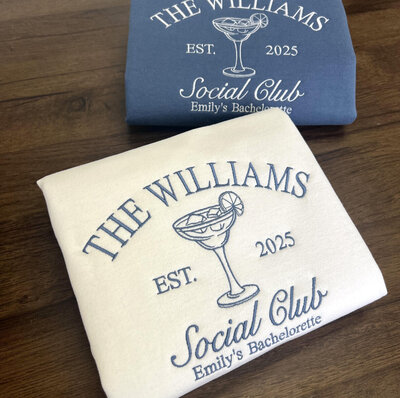 THE WILLIAMS
EST. 2025
Social Club
Emily's Bachelorette
THE WILLIAMS
EST. 2025
Social Club
Emily's Bachelorette